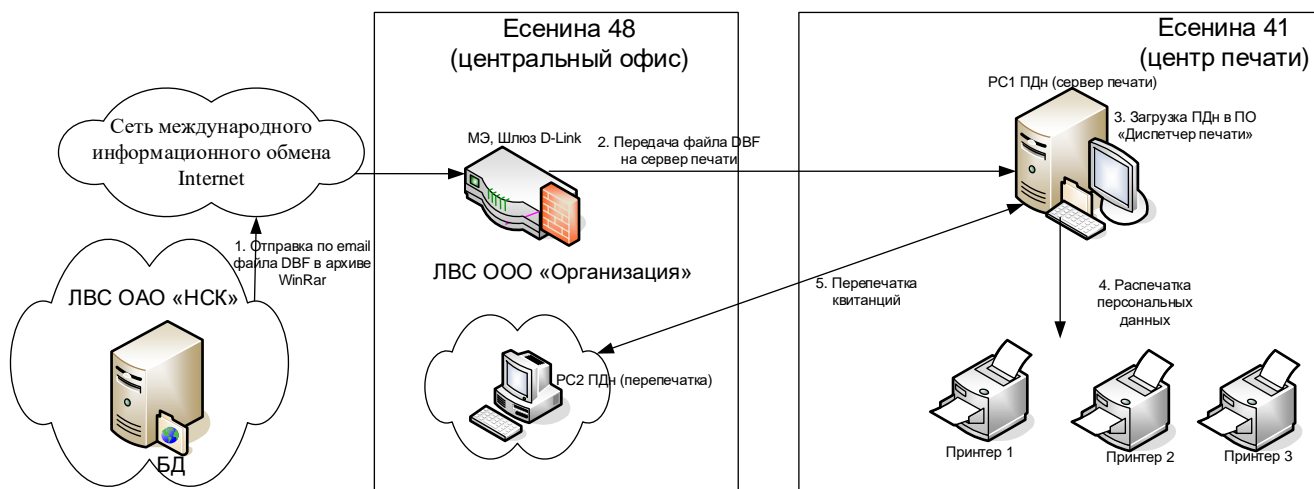 Есенина 48
(центральный офис)
Есенина 41
(центр печати)
Сеть международного
информационного обмена
Internet
МЭ, Шлюз D-Link
2. Передача файла DBF
на сервер печати
РС1 ПДн (сервер печати)
3. Загрузка ПДн в ПО
«Диспетчер печати»
1. Отправка по email
файла DBF в архиве
WinRar
ЛВС ООО «Организация»
ЛВС ОАО «НСК»
5. Перепечатка
квитанций
4. Распечатка
персональных
данных
РС2 ПДн (перепечатка)
БД
Принтер 1
Принтер 2
Принтер 3